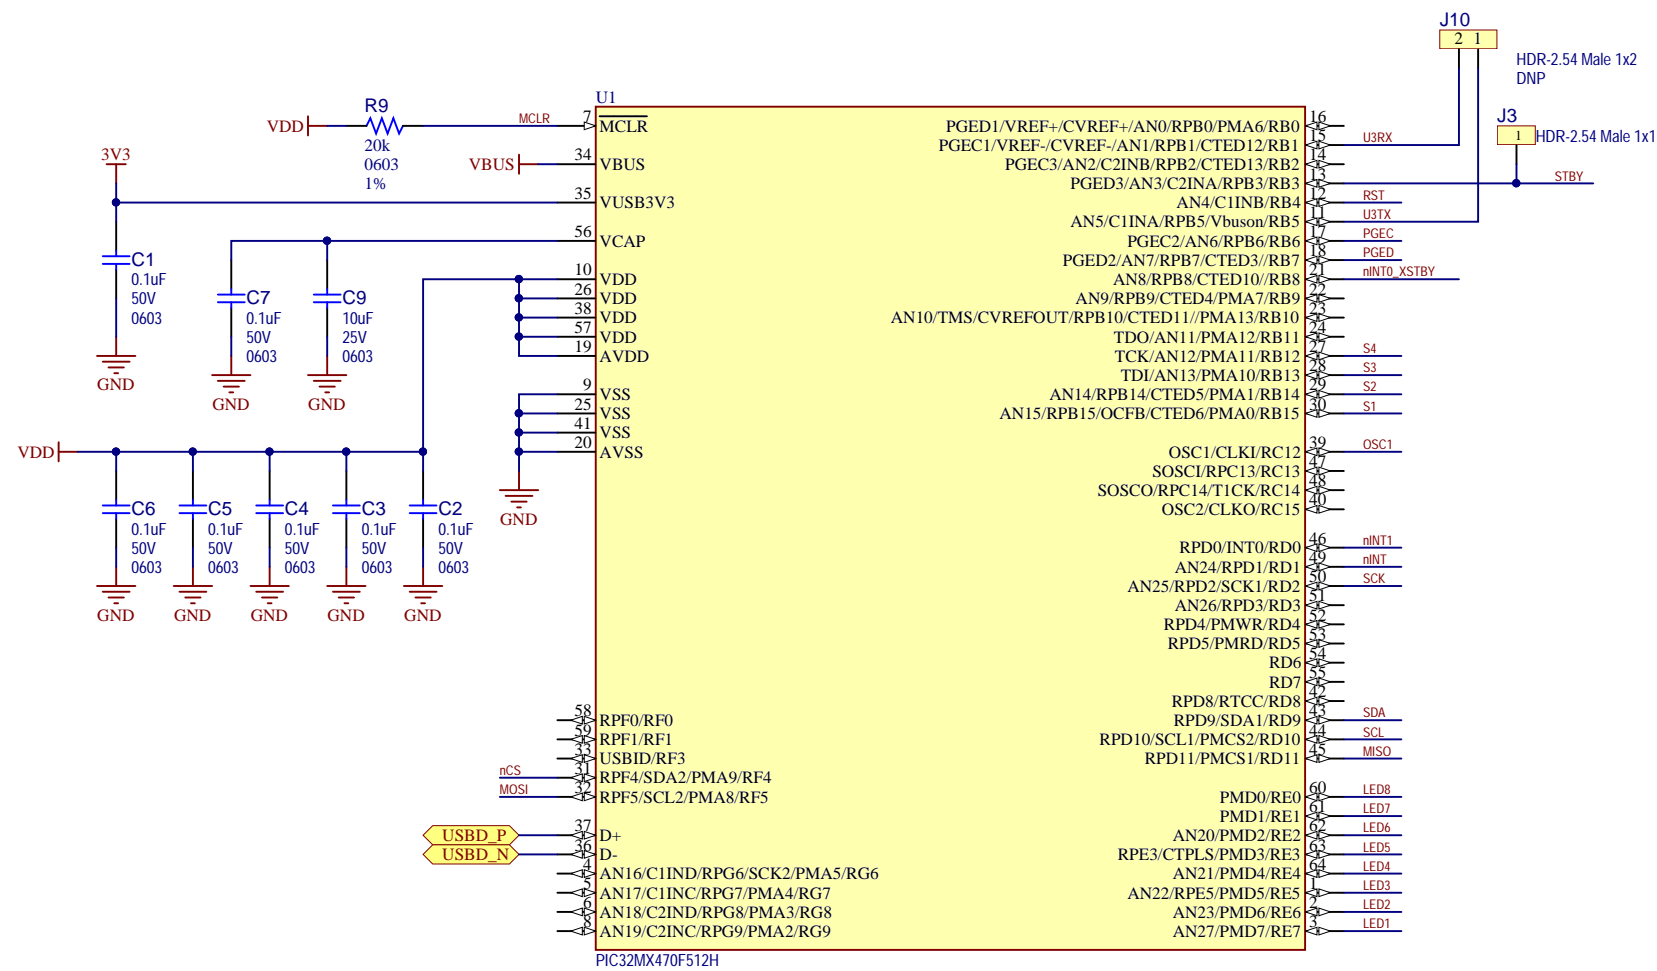 J10
2 1
HDR-2.54 Male 1x2
DNP
J3
1
HDR-2.54 Male 1x1
STBY
U1
R9
VDD
20k
0603
1%
MCLR
7
MCLR
VBUS
34
VBUS
3V3
35
VUSB3V3
56
VCAP
C1
0.1uF
50V
0603
GND
C7
0.1uF
50V
0603
GND
C9
10uF
25V
0603
GND
10
VDD
26
VDD
38
VDD
57
VDD
19
AVDD
9
VSS
25
VSS
41
VSS
20
AVSS
GND
VDD
C6
0.1uF
50V
0603
GND
C5
0.1uF
50V
0603
GND
C4
0.1uF
50V
0603
GND
C3
0.1uF
50V
0603
GND
C2
0.1uF
50V
0603
GND
58
RPF0/RF0
59
RPF1/RF1
33
USBID/RF3
nCS
31
RPF4/SDA2/PMA9/RF4
MOSI
32
RPF5/SCL2/PMA8/RF5
USBD_P
37
D+
USBD_N
36
D-
4
AN16/C1IND/RPG6/SCK2/PMA5/RG6
5
AN17/C1INC/RPG7/PMA4/RG7
6
AN18/C2IND/RPG8/PMA3/RG8
8
AN19/C2INC/RPG9/PMA2/RG9
PGED1/VREF+/CVREF+/AN0/RPB0/PMA6/RB0
16
PGEC1/VREF-/CVREF-/AN1/RPB1/CTED12/RB1
15
U3RX
PGEC3/AN2/C2INB/RPB2/CTED13/RB2
14
PGED3/AN3/C2INA/RPB3/RB3
13
AN4/C1INB/RB4
12
RST
AN5/C1INA/RPB5/Vbuson/RB5
11
U3TX
PGEC2/AN6/RPB6/RB6
17
PGEC
PGED2/AN7/RPB7/CTED3//RB7
18
PGED
AN8/RPB8/CTED10//RB8
21
nINT0_XSTBY
AN9/RPB9/CTED4/PMA7/RB9
22
AN10/TMS/CVREFOUT/RPB10/CTED11//PMA13/RB10
23
TDO/AN11/PMA12/RB11
24
TCK/AN12/PMA11/RB12
27
S4
TDI/AN13/PMA10/RB13
28
S3
AN14/RPB14/CTED5/PMA1/RB14
29
S2
AN15/RPB15/OCFB/CTED6/PMA0/RB15
30
S1
OSC1/CLKI/RC12
39
OSC1
SOSCI/RPC13/RC13
47
SOSCO/RPC14/T1CK/RC14
48
OSC2/CLKO/RC15
40
RPD0/INT0/RD0
46
nINT1
AN24/RPD1/RD1
49
nINT
AN25/RPD2/SCK1/RD2
50
SCK
AN26/RPD3/RD3
51
RPD4/PMWR/RD4
52
RPD5/PMRD/RD5
53
RD6
54
RD7
55
RPD8/RTCC/RD8
42
RPD9/SDA1/RD9
43
SDA
RPD10/SCL1/PMCS2/RD10
44
SCL
RPD11/PMCS1/RD11
45
MISO
PMD0/RE0
60
LED8
PMD1/RE1
61
LED7
AN20/PMD2/RE2
62
LED6
RPE3/CTPLS/PMD3/RE3
63
LED5
AN21/PMD4/RE4
64
LED4
AN22/RPE5/PMD5/RE5
1
LED3
AN23/PMD6/RE6
2
LED2
AN27/PMD7/RE7
3
LED1
PIC32MX470F512H